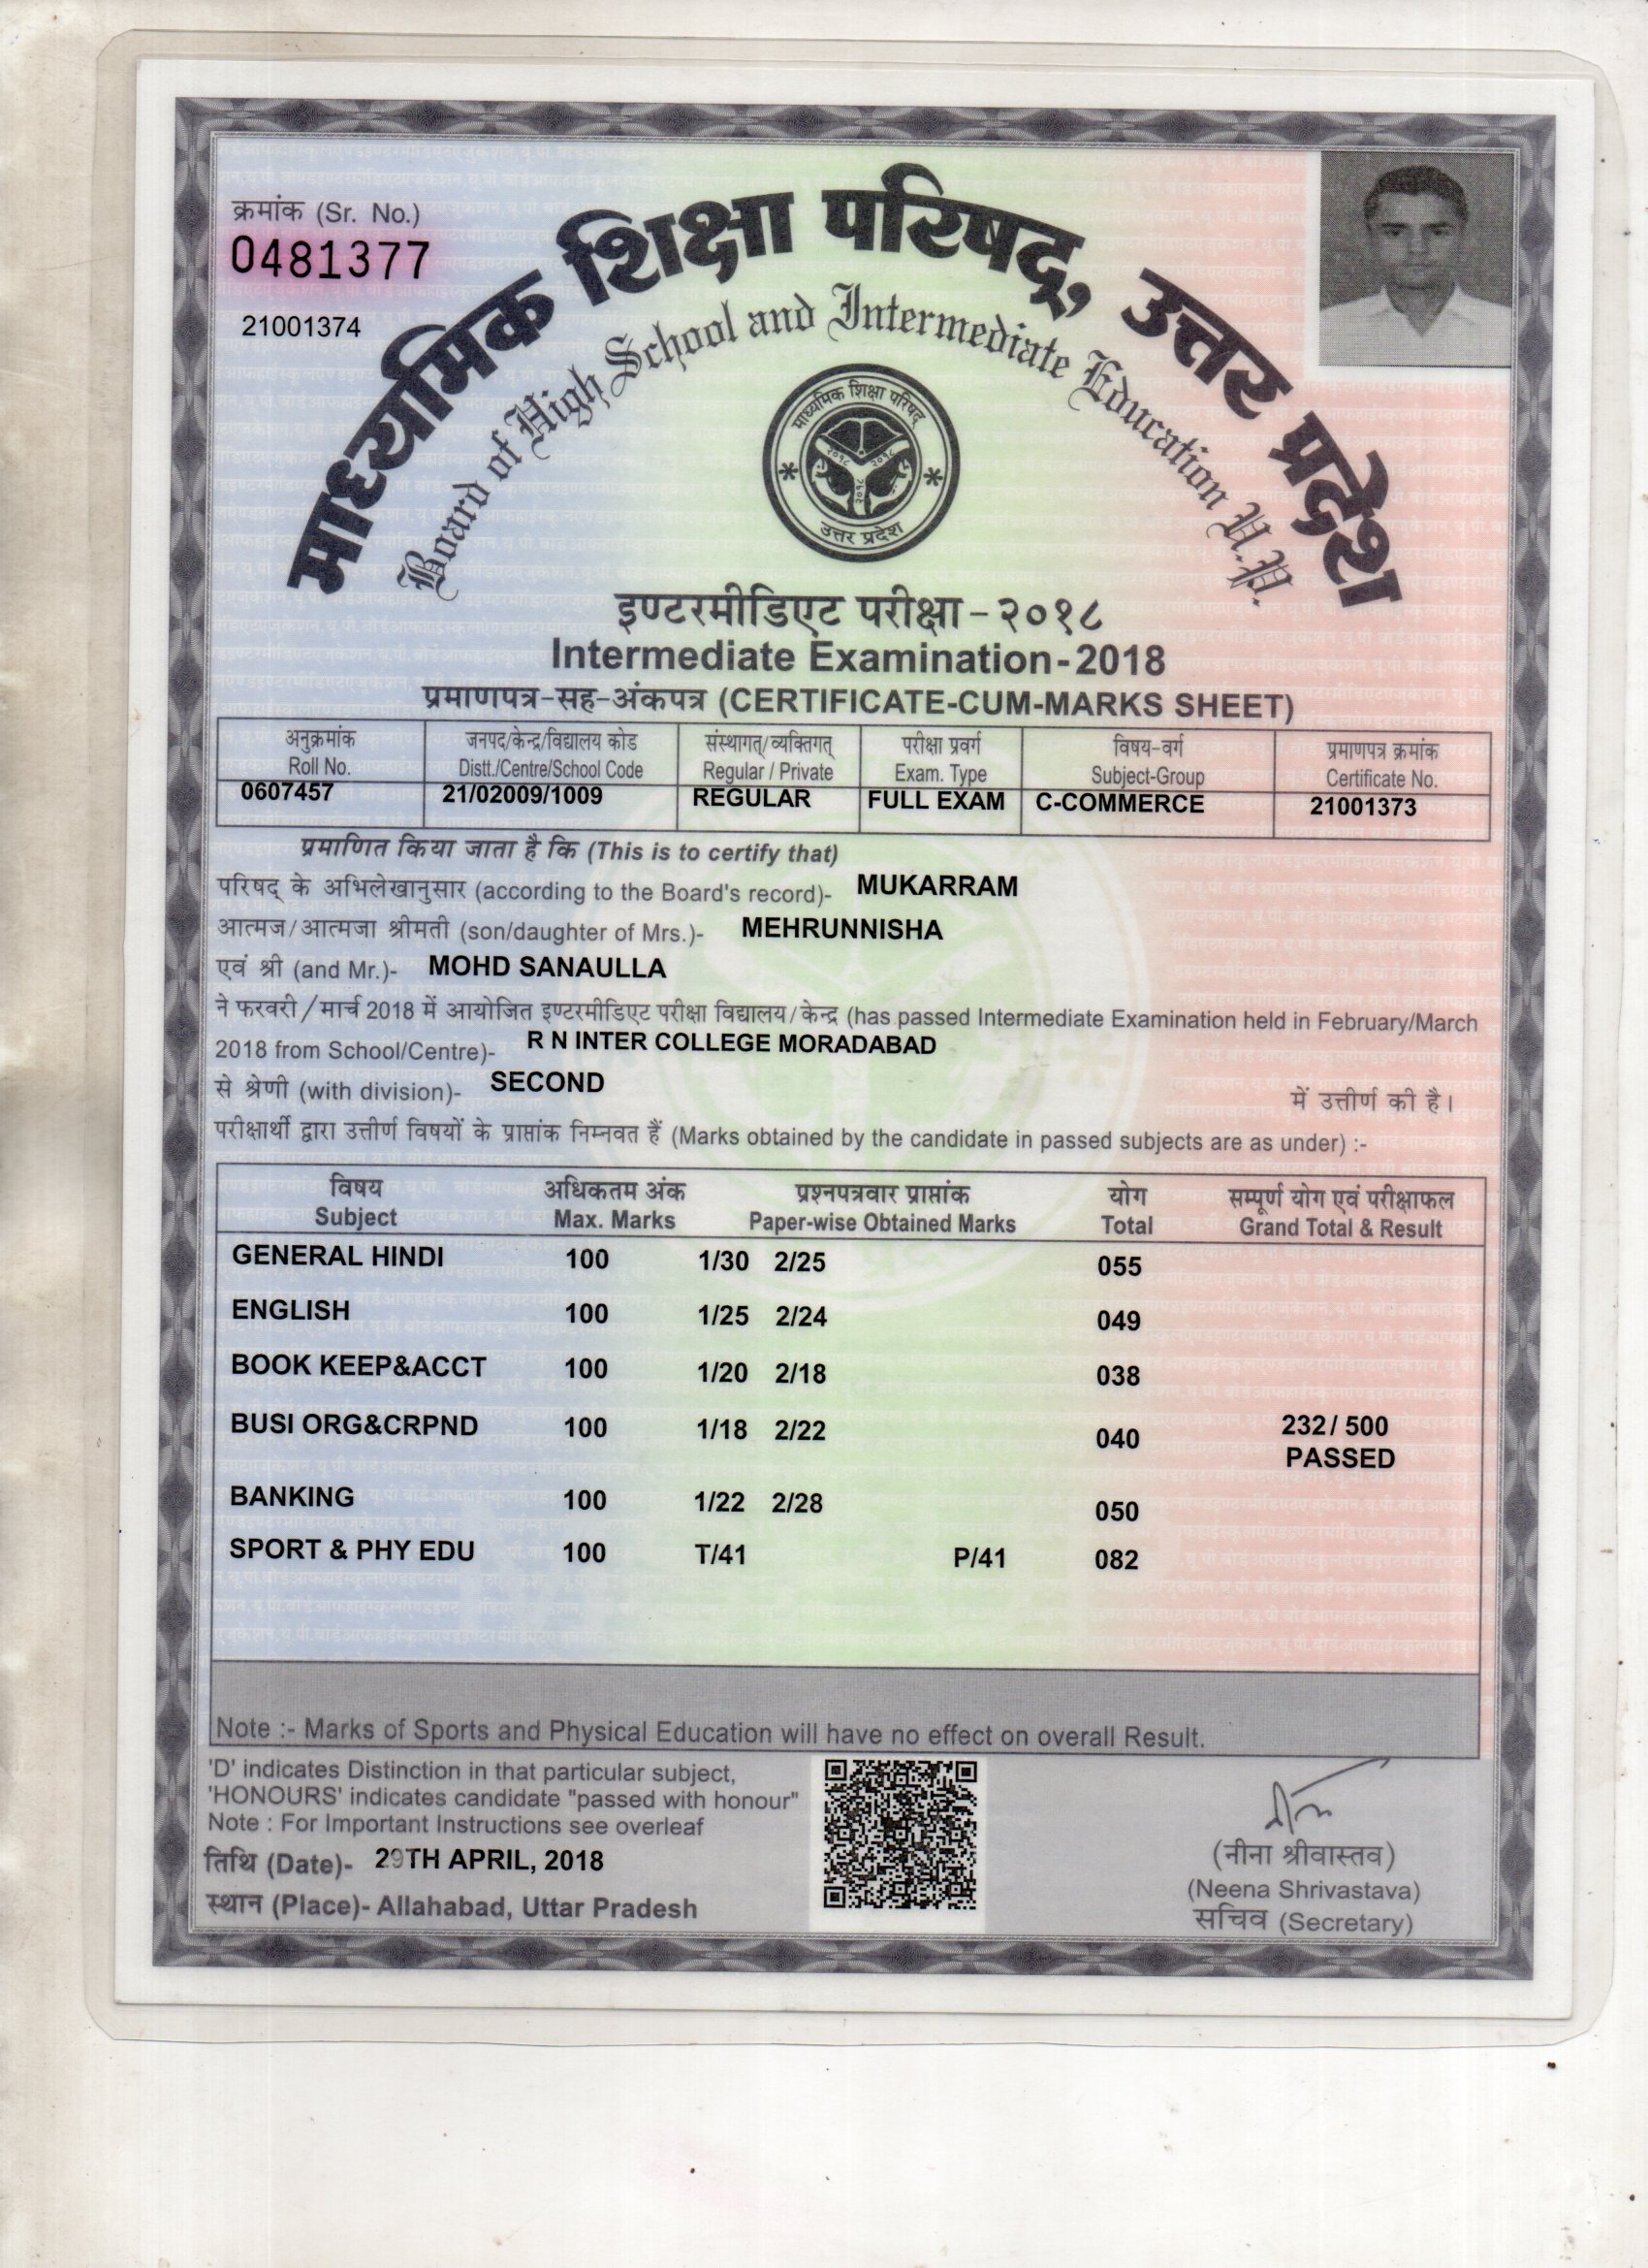 क्रमांक (Sr. No.)
0481377
21001374
माध्यमिक शिक्षा परिषद्, उत्तर प्रदेश
Board of High School and Intermediate Education U.P.
माध्यमिक शिक्षा परिषद्
उत्तर प्रदेश
इण्टरमीडिएट परीक्षा-२०१८
Intermediate Examination-2018
प्रमाणपत्र-सह-अंकपत्र (CERTIFICATE-CUM-MARKS SHEET)
अनुक्रमांक जनपद/केन्द्र/विद्यालय कोड संस्थागत्/व्यक्तिगत् परीक्षा प्रवर्ग विषय-वर्ग प्रमाणपत्र क्रमांक
Roll No. Distt./Centre/School Code Regular / Private Exam. Type Subject-Group Certificate No.
0607457 21/02009/1009 REGULAR FULL EXAM C-COMMERCE 21001373
प्रमाणित किया जाता है कि (This is to certify that)
परिषद् के अभिलेखानुसार (according to the Board's record)- MUKARRAM
आत्मज/आत्मजा श्रीमती (son/daughter of Mrs.)- MEHRUNNISHA
एवं श्री (and Mr.)- MOHD SANAULLA
ने फरवरी/मार्च 2018 में आयोजित इण्टरमीडिएट परीक्षा विद्यालय/केन्द्र (has passed Intermediate Examination held in February/March
2018 from School/Centre)- R N INTER COLLEGE MORADABAD
से श्रेणी (with division)- SECOND में उत्तीर्ण की है।
परीक्षार्थी द्वारा उत्तीर्ण विषयों के प्राप्तांक निम्नवत हैं (Marks obtained by the candidate in passed subjects are as under) :-
विषय अधिकतम अंक प्रश्नपत्रवार प्राप्तांक योग सम्पूर्ण योग एवं परीक्षाफल
Subject Max. Marks Paper-wise Obtained Marks Total Grand Total & Result
GENERAL HINDI 100 1/30 2/25 055
ENGLISH 100 1/25 2/24 049
BOOK KEEP&ACCT 100 1/20 2/18 038
BUSI ORG&CRPND 100 1/18 2/22 040 232/ 500
PASSED
BANKING 100 1/22 2/28 050
SPORT & PHY EDU 100 T/41 P/41 082
Note :- Marks of Sports and Physical Education will have no effect on overall Result.
'D' indicates Distinction in that particular subject,
'HONOURS' indicates candidate "passed with honour"
Note : For Important Instructions see overleaf
तिथि (Date)- 29TH APRIL, 2018
स्थान (Place)- Allahabad, Uttar Pradesh
(नीना श्रीवास्तव)
(Neena Shrivastava)
सचिव (Secretary)